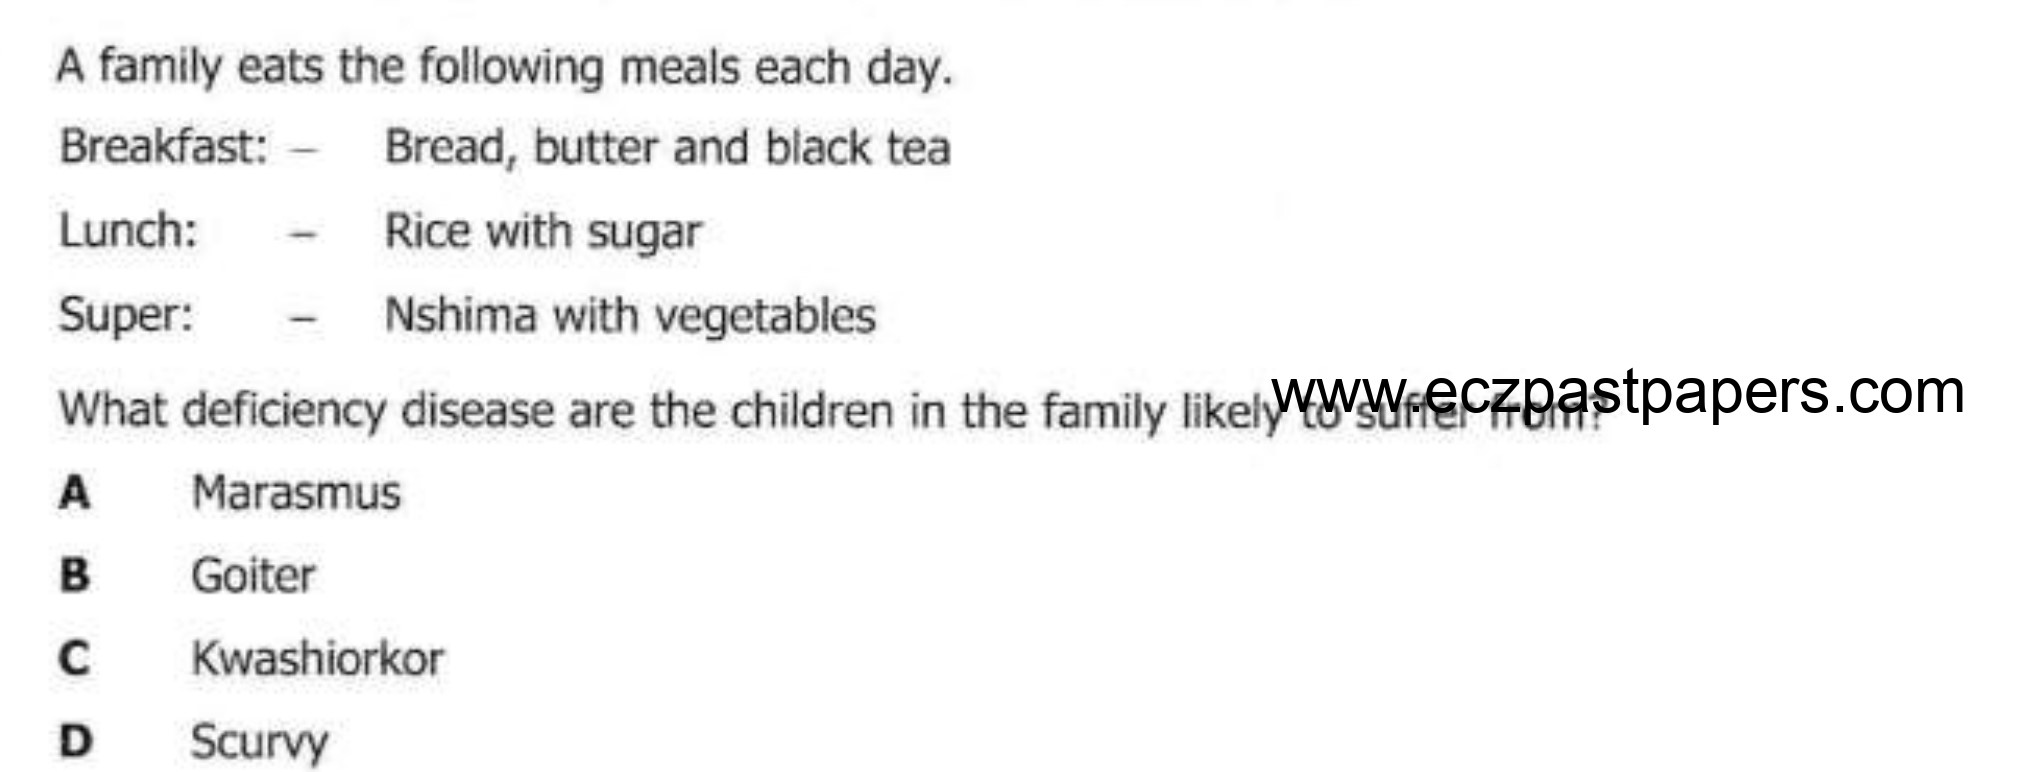 A family eats the following meals each day.
Breakfast: – Bread, butter and black tea
Lunch: – Rice with sugar
Super: – Nshima with vegetables
www.eczpastpapers.com
What deficiency disease are the children in the family likely to suffer from?
A Marasmus
B Goiter
C Kwashiorkor
D Scurvy